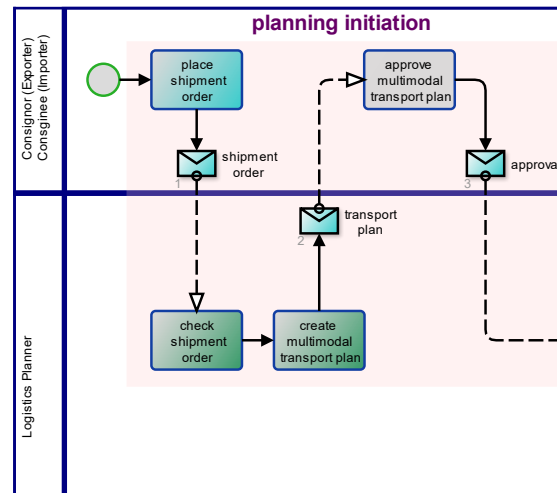 planning initiation
Consignor (Exporter)
Consginee (Importer)
place
shipment
order
approve
multimodal
transport plan
shipment
order
1
approva
3
transport
plan
2
check
shipment
order
create
multimodal
transport plan
Logistics Planner